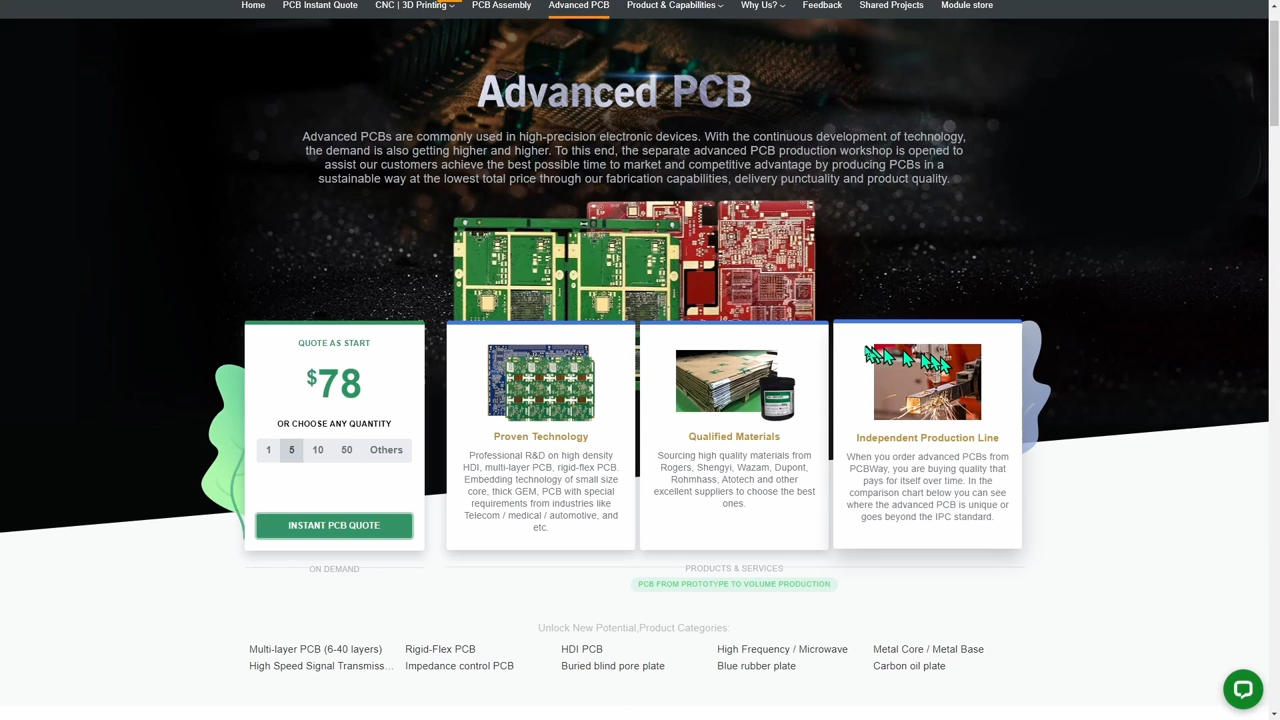 Home PCB Instant Quote CNC | 3D Printing PCB Assembly Advanced PCB Product & Capabilities Why Us? Feedback Shared Projects Module store
Advanced PCB
Advanced PCBs are commonly used in high-precision electronic devices. With the continuous development of technology,
the demand is also getting higher and higher. To this end, the separate advanced PCB production workshop is opened to
assist our customers achieve the best possible time to market and competitive advantage by producing PCBs in a
sustainable way at the lowest total price through our fabrication capabilities, delivery punctuality and product quality.
QUOTE AS START
$78
OR CHOOSE ANY QUANTITY
1 5 10 50 Others
INSTANT PCB QUOTE
ON DEMAND
Proven Technology
Professional R&D on high density
HDI, multi-layer PCB, rigid-flex PCB.
Embedding technology of small size
core, thick GEM, PCB with special
requirements from industries like
Telecom / medical / automotive, and
etc.
Qualified Materials
Sourcing high quality materials from
Rogers, Shengyi, Wazam, Dupont,
Rohmhass, Atotech and other
excellent suppliers to choose the best
ones.
Independent Production Line
When you order advanced PCBs from
PCBWay, you are buying quality that
pays for itself over time. In the
comparison chart below you can see
where the advanced PCB is unique or
goes beyond the IPC standard.
PRODUCTS & SERVICES
PCB FROM PROTOTYPE TO VOLUME PRODUCTION
Unlock New Potential,Product Categories:
Multi-layer PCB (6-40 layers) Rigid-Flex PCB HDI PCB High Frequency / Microwave Metal Core / Metal Base
High Speed Signal Transmiss... Impedance control PCB Buried blind pore plate Blue rubber plate Carbon oil plate